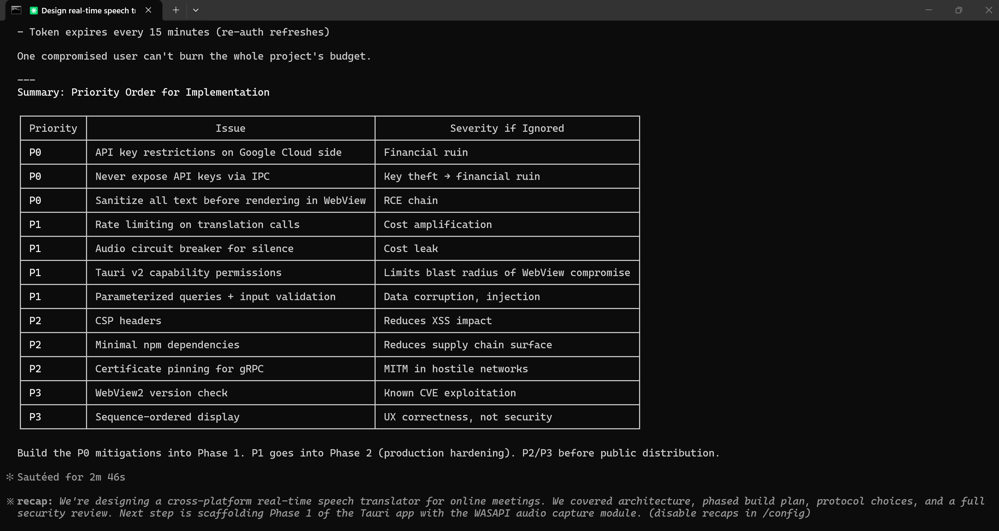 Design real-time speech tr
- Token expires every 15 minutes (re-auth refreshes)
One compromised user can't burn the whole project's budget.
---
Summary: Priority Order for Implementation
Priority Issue Severity if Ignored
P0 API key restrictions on Google Cloud side Financial ruin
P0 Never expose API keys via IPC Key theft → financial ruin
P0 Sanitize all text before rendering in WebView RCE chain
P1 Rate limiting on translation calls Cost amplification
P1 Audio circuit breaker for silence Cost leak
P1 Tauri v2 capability permissions Limits blast radius of WebView compromise
P1 Parameterized queries + input validation Data corruption, injection
P2 CSP headers Reduces XSS impact
P2 Minimal npm dependencies Reduces supply chain surface
P2 Certificate pinning for gRPC MITM in hostile networks
P3 WebView2 version check Known CVE exploitation
P3 Sequence-ordered display UX correctness, not security
Build the P0 mitigations into Phase 1. P1 goes into Phase 2 (production hardening). P2/P3 before public distribution.
✻ Sautéed for 2m 46s
※ recap: We're designing a cross-platform real-time speech translator for online meetings. We covered architecture, phased build plan, protocol choices, and a full
security review. Next step is scaffolding Phase 1 of the Tauri app with the WASAPI audio capture module. (disable recaps in /config)